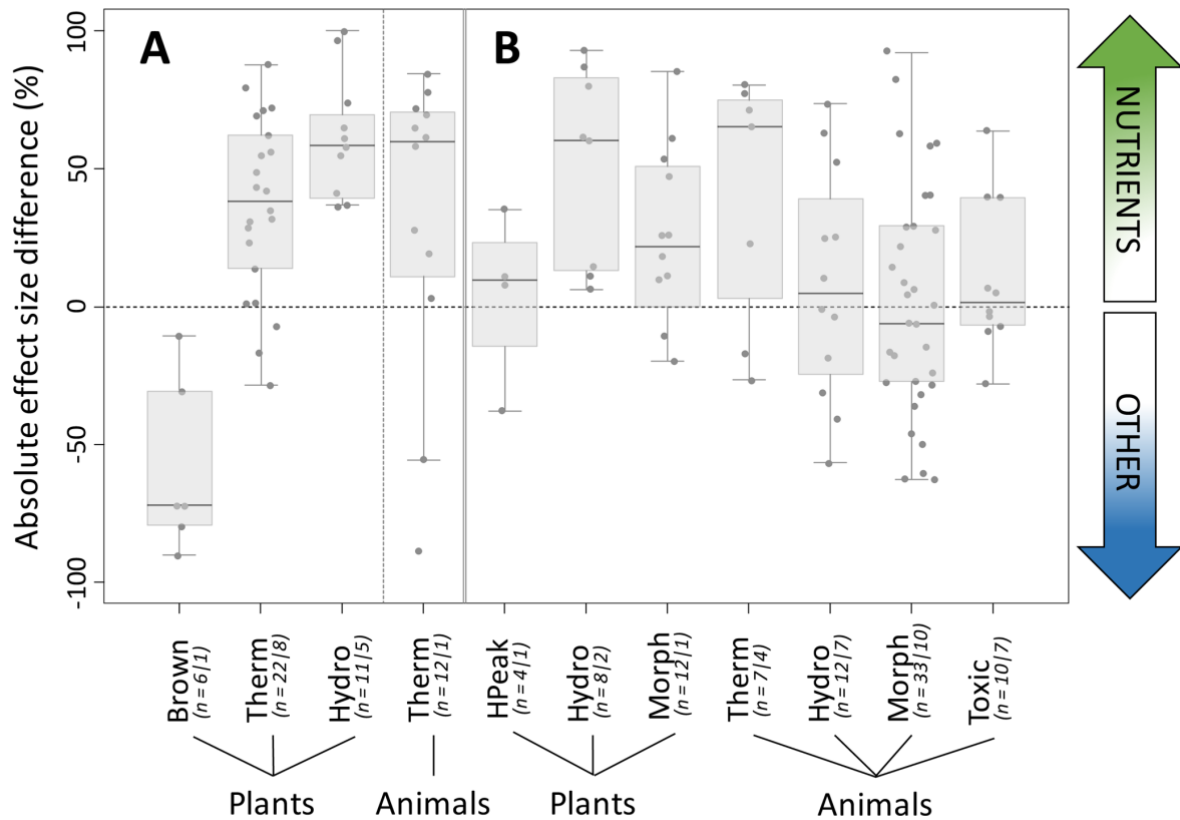 A
B
Absolute effect size difference (%)
100
50
0
-50
-100
NUTRIENTS
OTHER
Brown
(n = 6|1)
Therm
(n = 22|8)
Hydro
(n = 11|5)
Therm
(n = 12|1)
HPeak
(n = 4|1)
Hydro
(n = 8|2)
Morph
(n = 12|1)
Therm
(n = 7|4)
Hydro
(n = 12|7)
Morph
(n = 33|10)
Toxic
(n = 10|7)
Plants
Animals
Plants
Animals